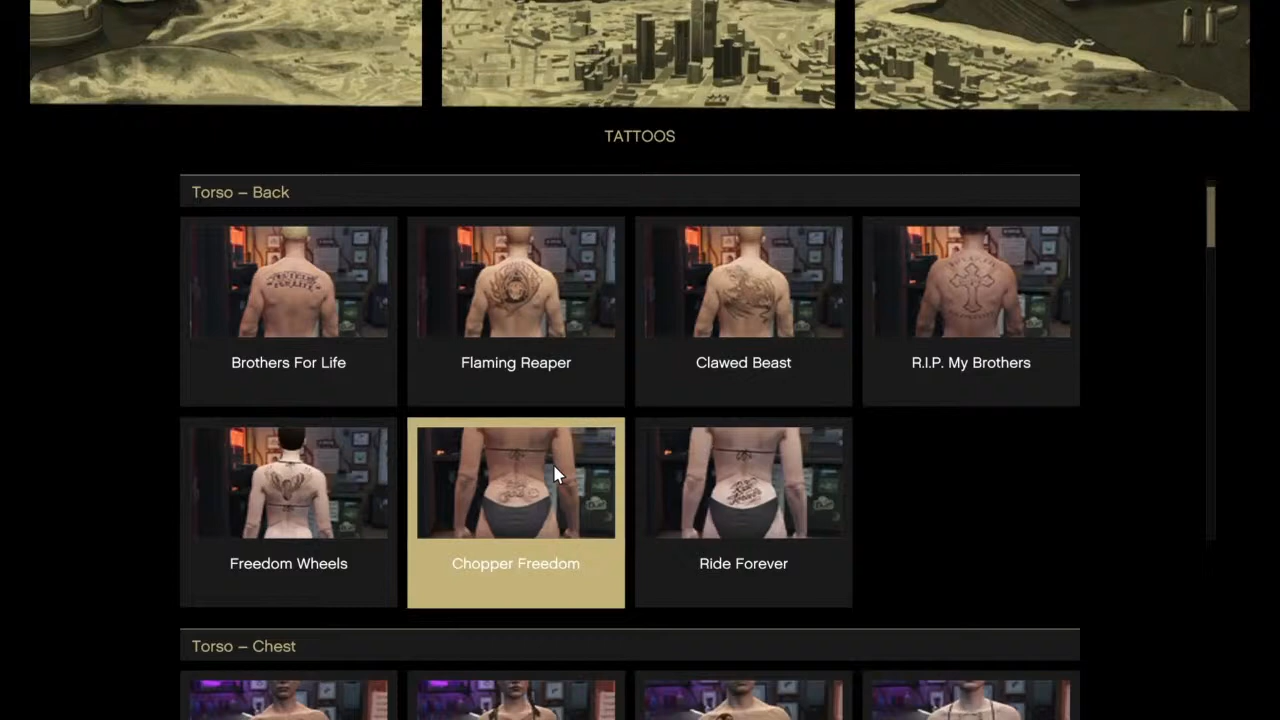 TATTOOS
Torso – Back
Brothers For Life
Flaming Reaper
Clawed Beast
R.I.P. My Brothers
Freedom Wheels
Chopper Freedom
Ride Forever
Torso – Chest